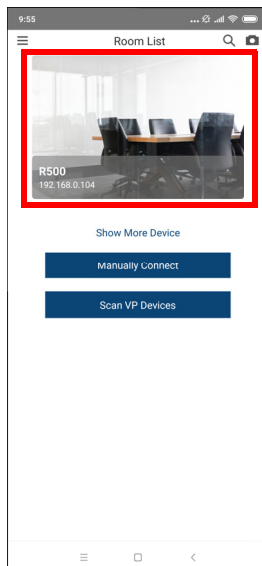 9:55
Room List
R500
192.168.0.104
Show More Device
Manually Connect
Scan VP Devices